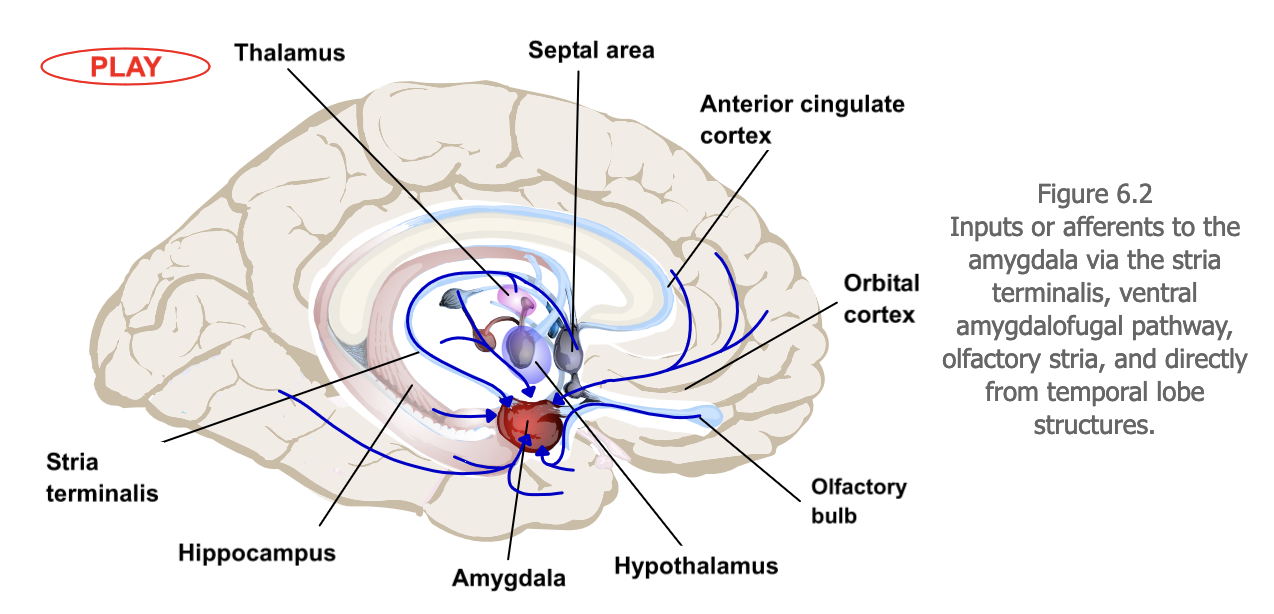 PLAY
Thalamus
Septal area
Anterior cingulate
cortex
Orbital
cortex
Olfactory
bulb
Hypothalamus
Amygdala
Hippocampus
Stria
terminalis
Figure 6.2
Inputs or afferents to the
amygdala via the stria
terminalis, ventral
amygdalofugal pathway,
olfactory stria, and directly
from temporal lobe
structures.